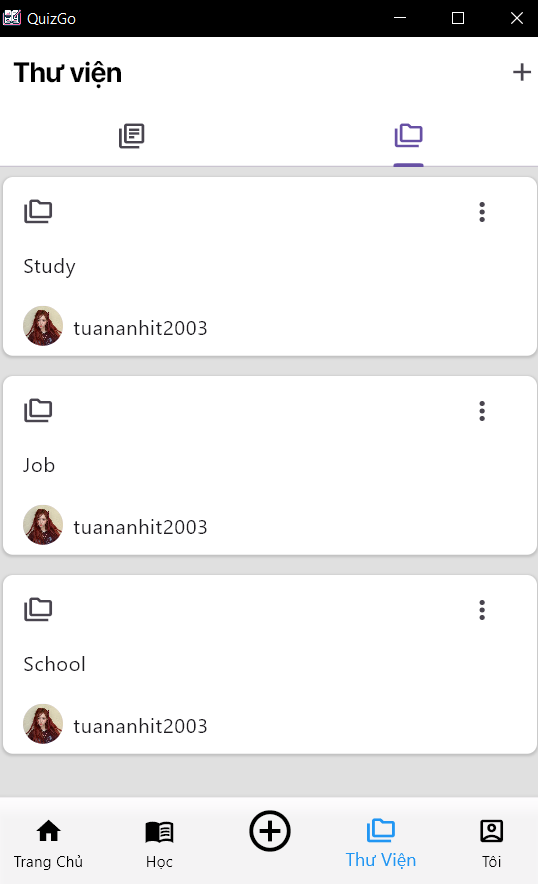 QuizGo
Thư viện
Study
tuananhit2003
Job
tuananhit2003
School
tuananhit2003
Trang Chủ
Học
Thư Viện
Tôi